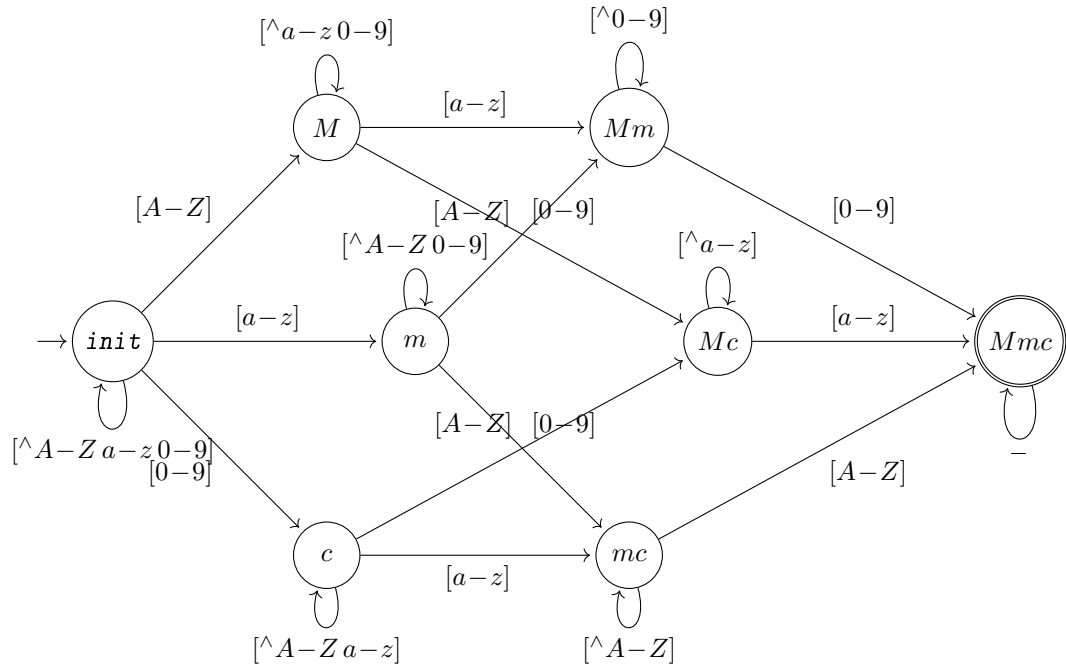 [^a−z 0−9]
[^0−9]
M
[a−z]
Mm
[A−Z]
[A−Z]
[0−9]
[0−9]
[^A−Z 0−9]
[^a−z]
init
[a−z]
m
Mc
[a−z]
Mmc
[^A−Z a−z 0−9]
[0−9]
[A−Z]
[0−9]
[A−Z]
−
c
[a−z]
mc
[^A−Z a−z]
[^A−Z]